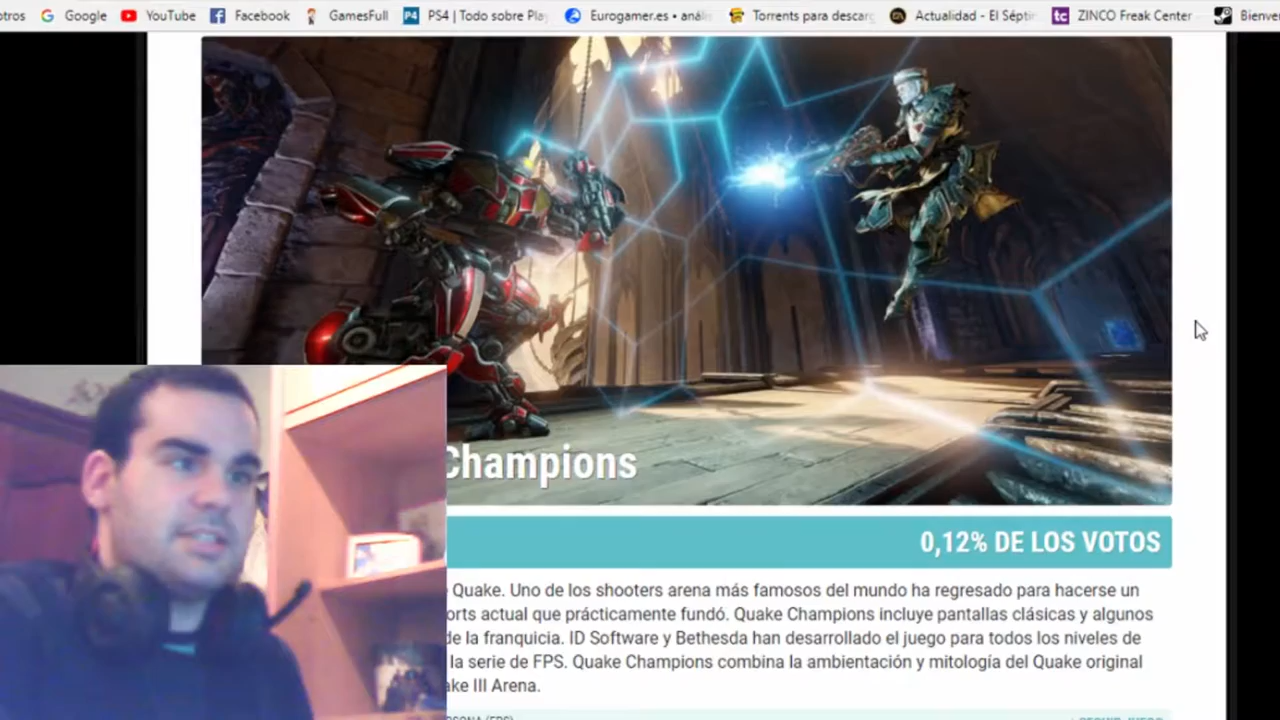 otros Google YouTube Facebook GamesFull PS4 | Todo sobre Play Eurogamer.es • anális Torrents para descarg Actualidad - El Séptim ZINCO Freak Center Bienve
Champions
0,12% DE LOS VOTOS
Quake. Uno de los shooters arena más famosos del mundo ha regresado para hacerse un
orts actual que prácticamente fundó. Quake Champions incluye pantallas clásicas y algunos
de la franquicia. ID Software y Bethesda han desarrollado el juego para todos los niveles de
la serie de FPS. Quake Champions combina la ambientación y mitología del Quake original
ake III Arena.